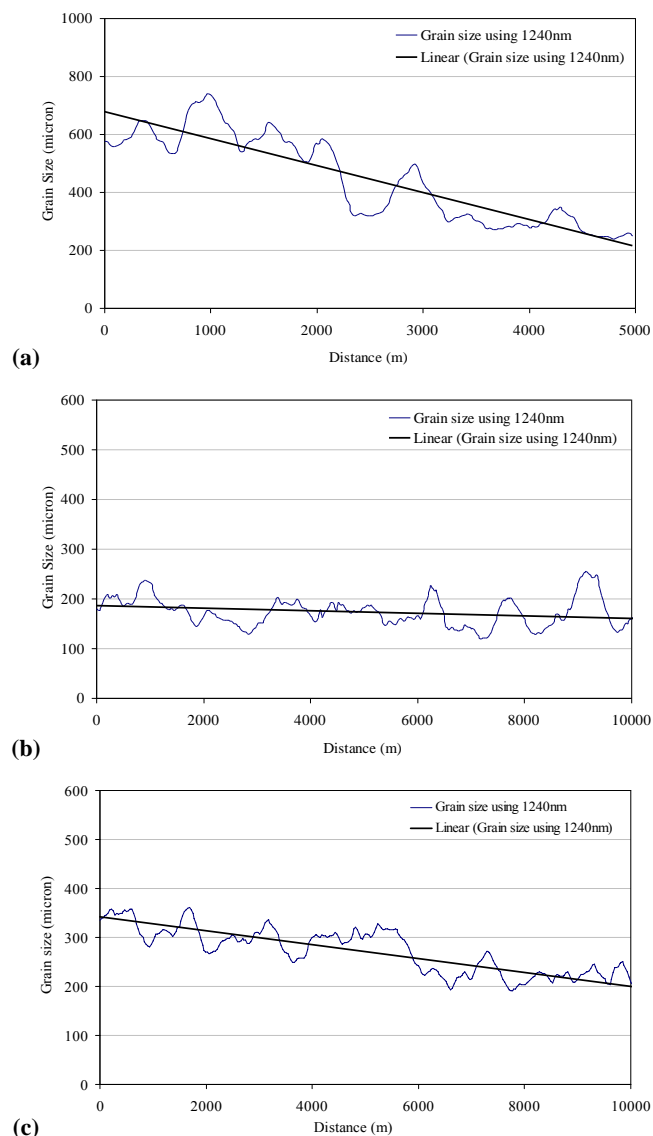 1000
800
600
400
200
0
Grain Size (micron)
Grain size using 1240nm
Linear (Grain size using 1240nm)
0 1000 2000 3000 4000 5000
Distance (m)
(a)
600
500
400
300
200
100
0
Grain Size (micron)
Grain size using 1240nm
Linear (Grain size using 1240nm)
0 2000 4000 6000 8000 10000
Distance (m)
(b)
600
500
400
300
200
100
0
Grain size (micron)
Grain size using 1240nm
Linear (Grain size using 1240nm)
0 2000 4000 6000 8000 10000
Distance (m)
(c)